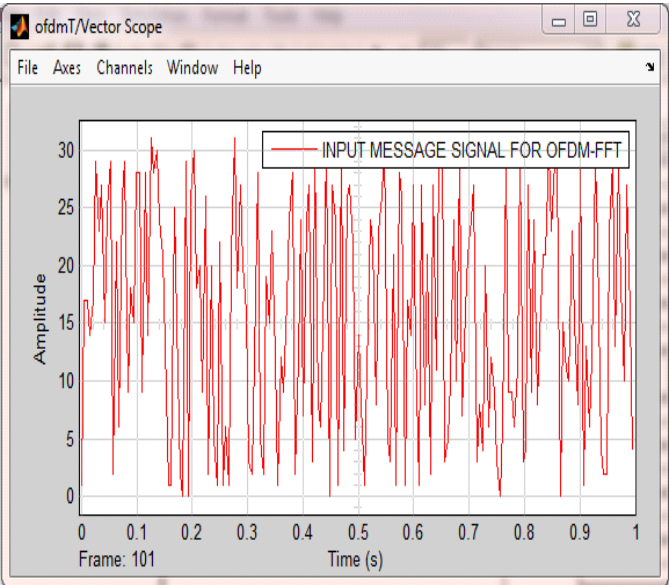 ofdmT/Vector Scope
File Axes Channels Window Help
INPUT MESSAGE SIGNAL FOR OFDM-FFT
30
25
20
15
10
5
0
Amplitude
0 0.1 0.2 0.3 0.4 0.5 0.6 0.7 0.8 0.9 1
Frame: 101 Time (s)